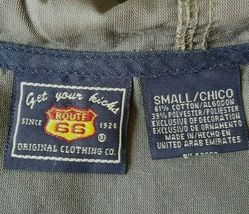 Get your kicks
ROUTE
SINCE 66 1926
®
ORIGINAL CLOTHING CO.
SMALL/CHICO
61% COTTON/ALGODON
39% POLYESTER/POLIESTER
EXCLUSIVE OF DECORATION
EXCLUSIVO DE ORNAMENTO
MADE IN/HECHO EN
UNITED ARAB EMIRATES